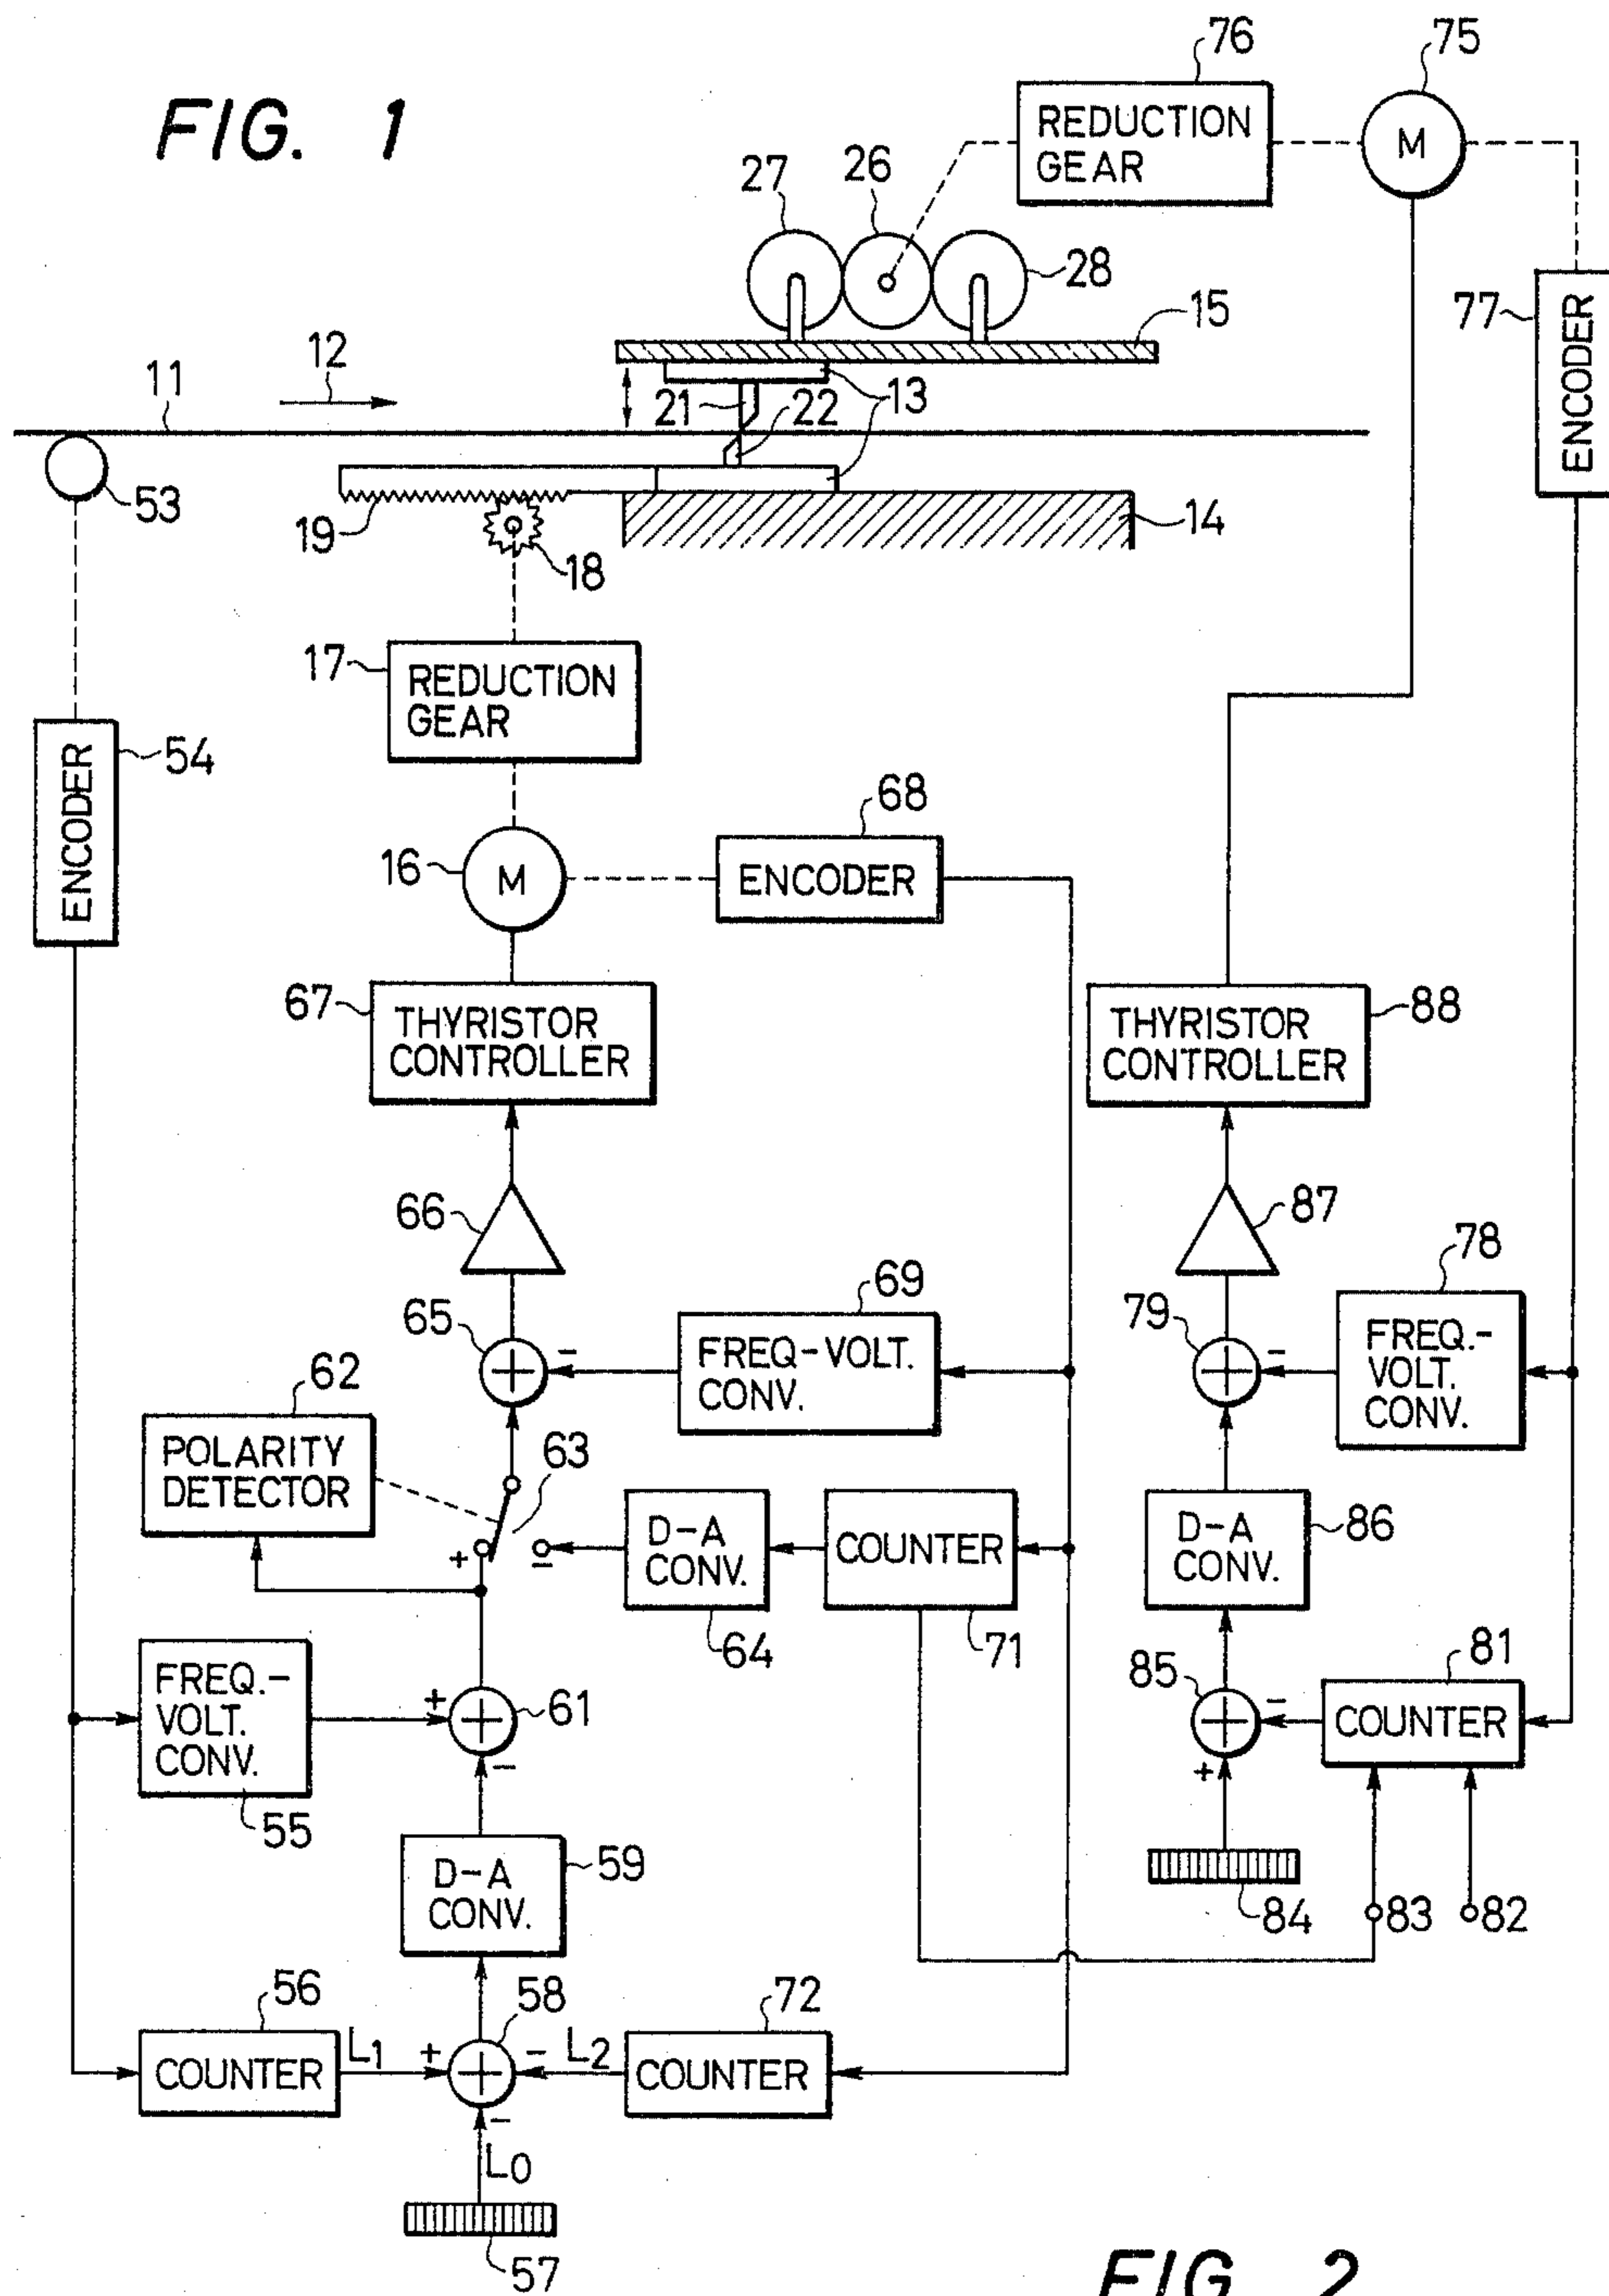 FIG. 1
76
75
REDUCTION
GEAR
M
27
26
28
15
77
ENCODER
12
11
21
22
13
53
19
18
14
17
REDUCTION
GEAR
54
ENCODER
68
16
M
ENCODER
67
THYRISTOR
CONTROLLER
88
THYRISTOR
CONTROLLER
66
87
69
78
65
-
FREQ-VOLT.
CONV.
79
-
FREQ.-
VOLT.
CONV.
62
POLARITY
DETECTOR
63
+
-
D-A
CONV.
COUNTER
D-A
CONV.
86
64
71
FREQ.-
VOLT.
CONV.
+
61
-
55
85
-
81
COUNTER
+
D-A
CONV.
59
84
83
82
56
58
72
COUNTER
L1
+
-
L2
COUNTER
-
L0
57
FIG. 2